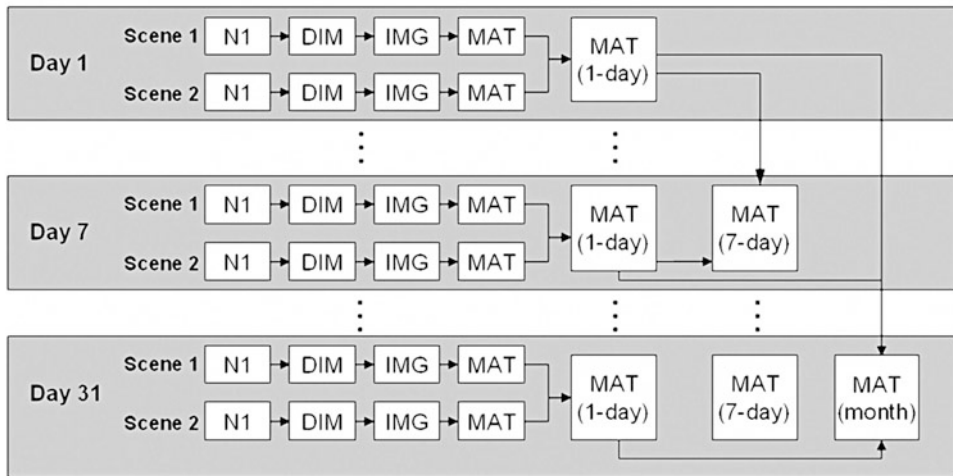 Scene 1 N1 DIM IMG MAT
Day 1
MAT
(1-day)
Scene 2 N1 DIM IMG MAT
Scene 1 N1 DIM IMG MAT
Day 7
MAT
(1-day)
MAT
(7-day)
Scene 2 N1 DIM IMG MAT
Scene 1 N1 DIM IMG MAT
Day 31
MAT
(1-day)
MAT
(7-day)
MAT
(month)
Scene 2 N1 DIM IMG MAT